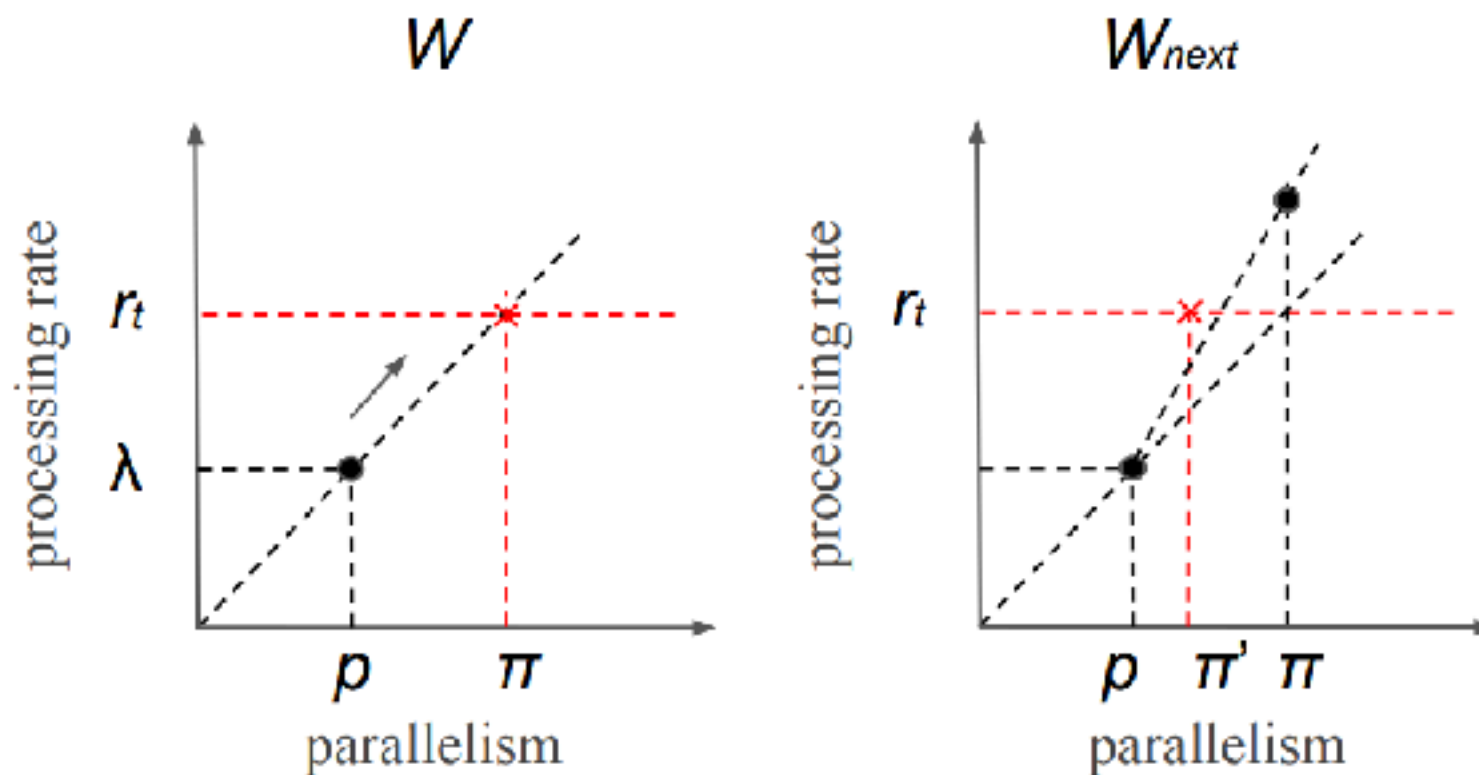 W
processing rate
r_t
λ
p π
parallelism
W_next
processing rate
r_t
p π' π
parallelism